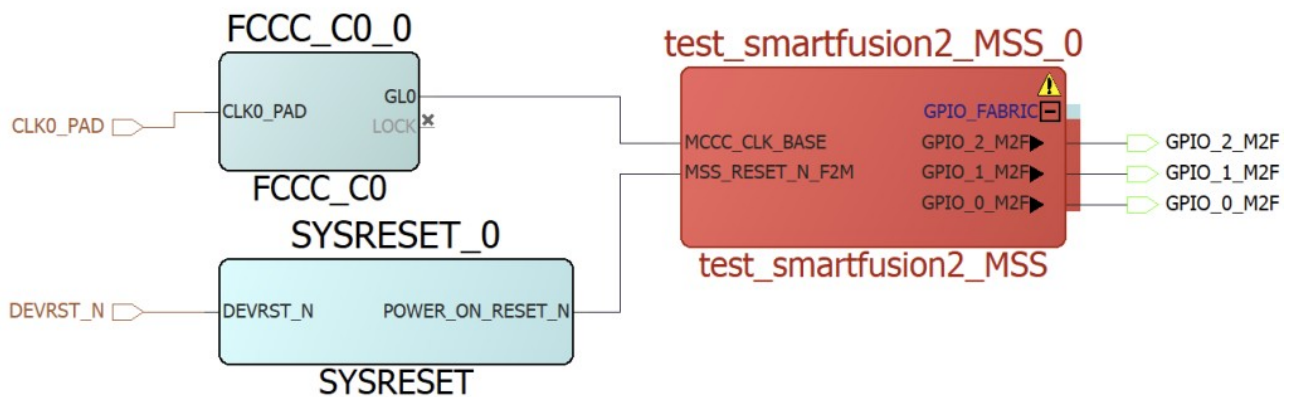 FCCC_C0_0
CLK0_PAD
CLK0_PAD
GL0
LOCK
FCCC_C0
SYSRESET_0
DEVRST_N
DEVRST_N
POWER_ON_RESET_N
SYSRESET
test_smartfusion2_MSS_0
GPIO_FABRIC
MCCC_CLK_BASE
GPIO_2_M2F
GPIO_2_M2F
MSS_RESET_N_F2M
GPIO_1_M2F
GPIO_1_M2F
GPIO_0_M2F
GPIO_0_M2F
test_smartfusion2_MSS